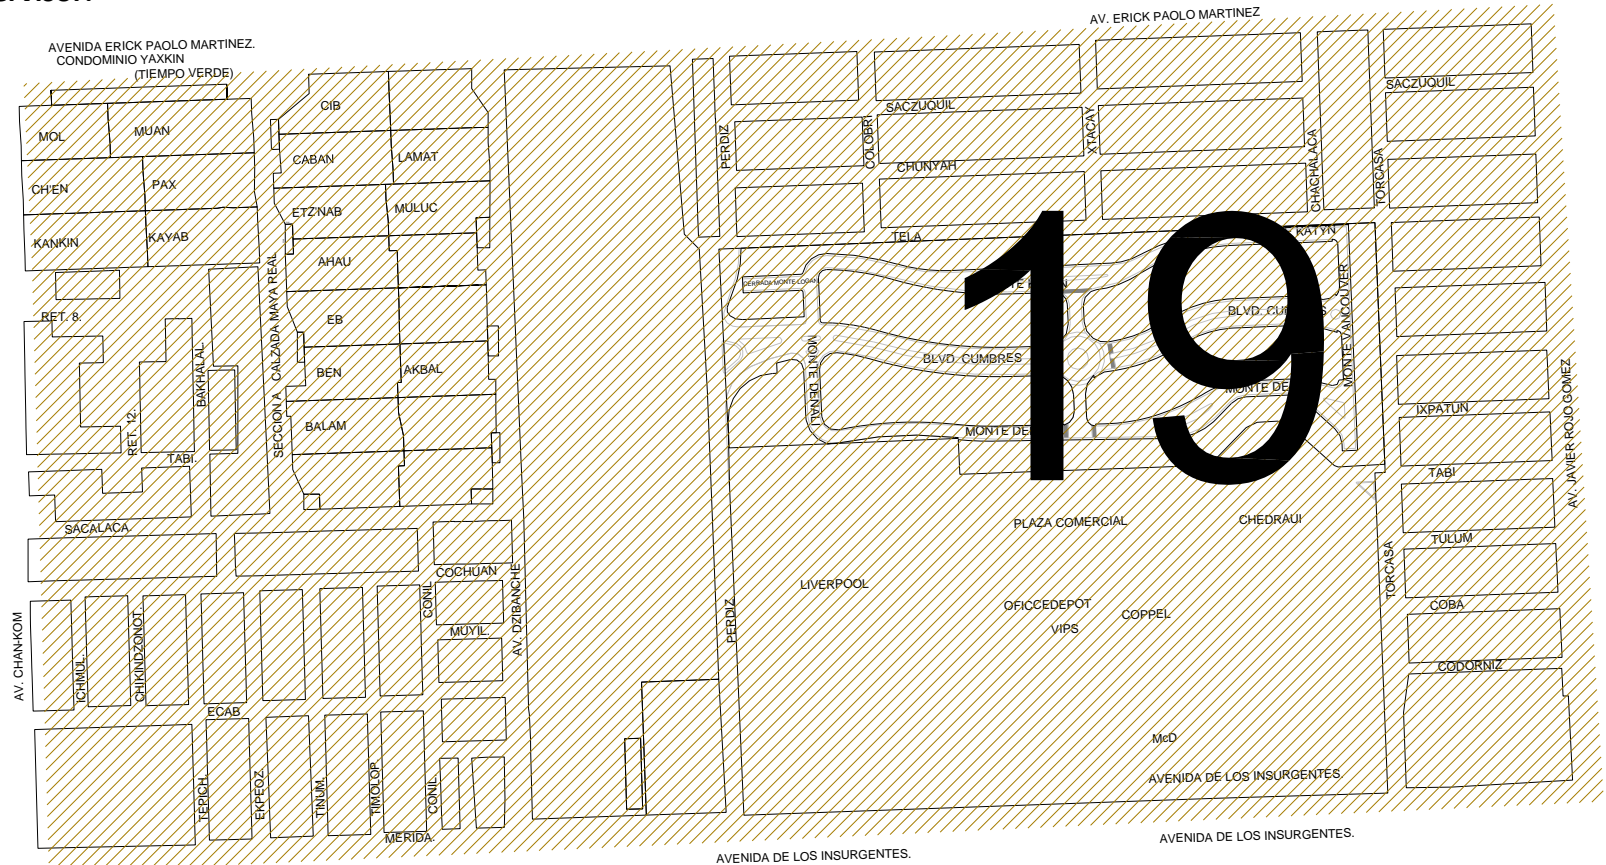 AV. ERICK PAOLO MARTINEZ
AVENIDA ERICK PAOLO MARTINEZ.
CONDOMINIO YAXKIN
(TIEMPO VERDE)
MOL
MUAN
CIB
CH'EN
PAX
CABAN
LAMAT
KANKIN
KAYAB
ETZ'NAB
MULUC
AHAU
EB
BEN
AKBAL
BALAM
SECCION A CALZADA MAYA REAL
RET. 8.
RET. 12.
BAKHALAL.
TABI.
SACALACA.
COCHUAN
CONIL
MUYIL.
AV. DZIBANCHE
AV. CHAN-KOM
ICHMUL.
CHIKINDZONOT.
ECAB
TEPICH.
EKPEOZ.
TINUM.
TIMOLOP.
CONIL.
MERIDA.
PERDIZ
COLOBRI
XTACAY
CHACHALACA
TORCASA
SACZUQUIL
SACZUQUIL
CHUNYAH
TELA
KATYN
CERRADA MONTE LOGAN
BLVD. CUMBRES
BLVD. CUMBRES
MONTE DENALI
MONTE DE
MONTE DE
MONTE VANCOUVER
19
IXPATUN
TABI
TULUM
COBA
CODORNIZ
AV. JAVIER ROJO GOMEZ
TORCASA
PERDIZ
PLAZA COMERCIAL
CHEDRAUI
LIVERPOOL
OFICCEDEPOT
COPPEL
VIPS
McD
AVENIDA DE LOS INSURGENTES.
AVENIDA DE LOS INSURGENTES.
AVENIDA DE LOS INSURGENTES.